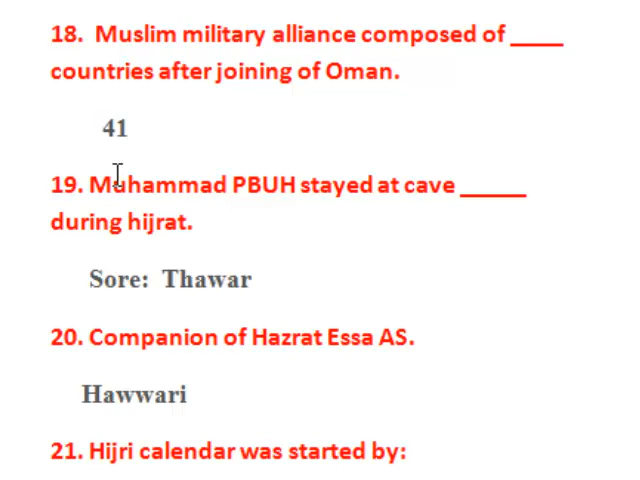 18. Muslim military alliance composed of ____
countries after joining of Oman.
41
19. Muhammad PBUH stayed at cave _____
during hijrat.
Sore: Thawar
20. Companion of Hazrat Essa AS.
Hawwari
21. Hijri calendar was started by: